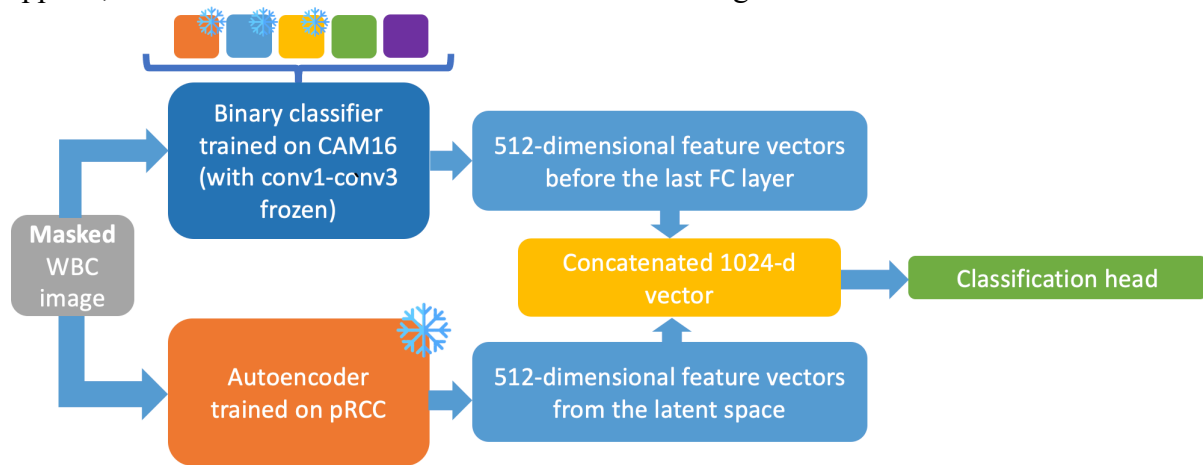 Binary classifier
trained on CAM16
(with conv1-conv3
frozen)
512-dimensional feature vectors
before the last FC layer
Masked
WBC
image
Concatenated 1024-d
vector
Classification head
Autoencoder
trained on pRCC
512-dimensional feature vectors
from the latent space